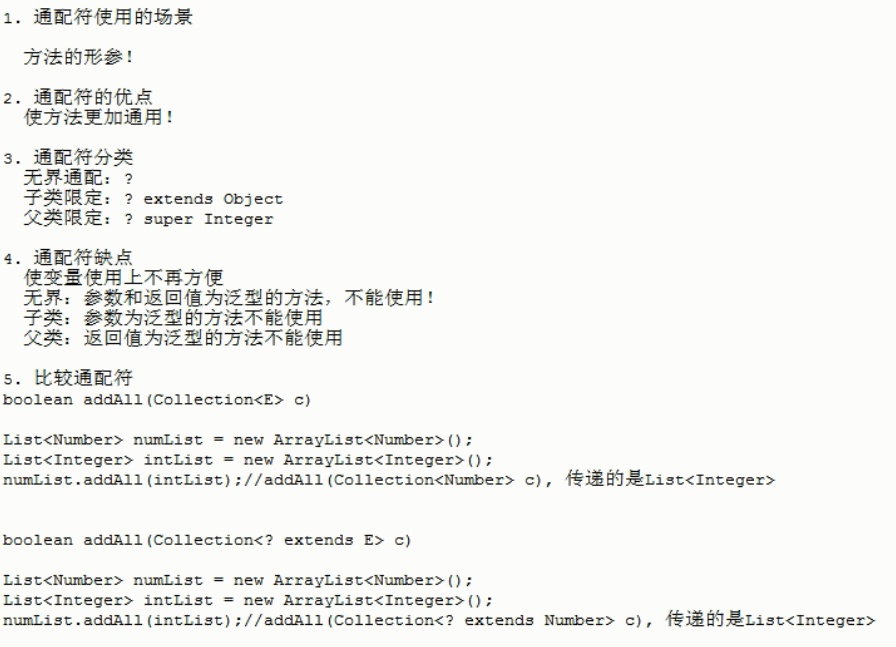 1. 通配符使用的场景
方法的形参！
2. 通配符的优点
使方法更加通用！
3. 通配符分类
无界通配：?
子类限定：? extends Object
父类限定：? super Integer
4. 通配符缺点
使变量使用上不再方便
无界：参数和返回值为泛型的方法，不能使用！
子类：参数为泛型的方法不能使用
父类：返回值为泛型的方法不能使用
5. 比较通配符
boolean addAll(Collection<E> c)
List<Number> numList = new ArrayList<Number>();
List<Integer> intList = new ArrayList<Integer>();
numList.addAll(intList);//addAll(Collection<Number> c), 传递的是List<Integer>
boolean addAll(Collection<? extends E> c)
List<Number> numList = new ArrayList<Number>();
List<Integer> intList = new ArrayList<Integer>();
numList.addAll(intList);//addAll(Collection<? extends Number> c), 传递的是List<Integer>